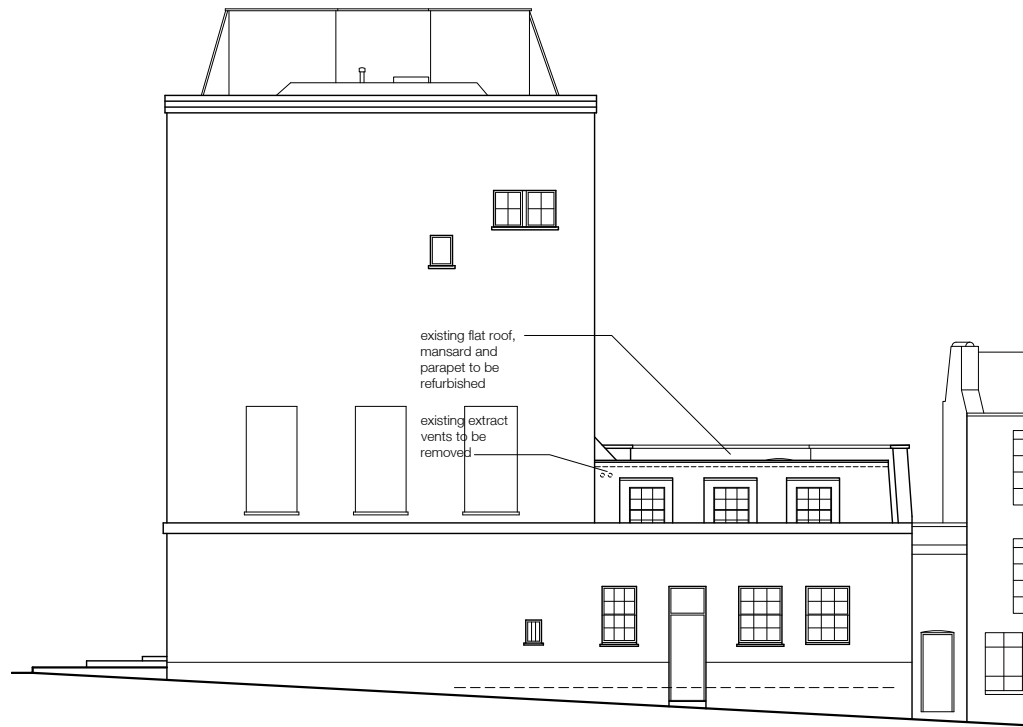 existing flat roof,
mansard and
parapet to be
refurbished
existing extract
vents to be
removed